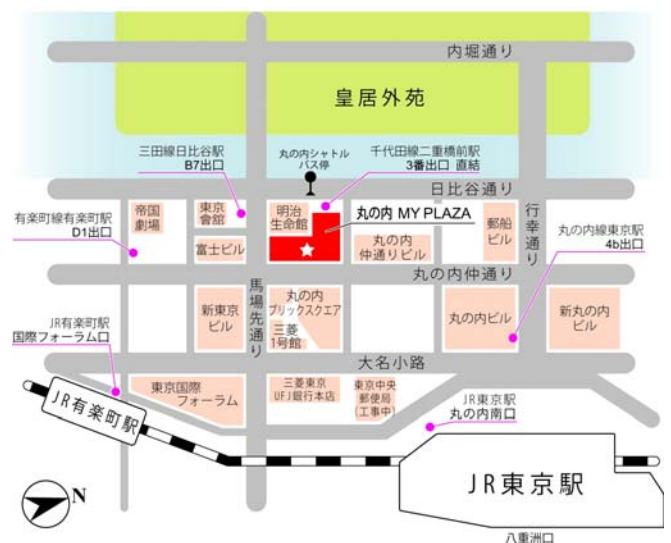 内堀通り
皇居外苑
三田線日比谷駅
B7出口
丸の内シャトル
バス停
千代田線二重橋前駅
3番出口 直結
日比谷通り
有楽町線有楽町駅
D1出口
帝国
劇場
東京
會館
明治
生命館
丸の内 MY PLAZA
郵船
ビル
行幸通り
丸の内線東京駅
4b出口
富士ビル
丸の内
仲通りビル
丸の内仲通り
馬場先通り
新東京
ビル
丸の内
ブリックスクエア
三菱
1号館
丸の内ビル
新丸の内
ビル
JR有楽町駅
国際フォーラム口
大名小路
東京国際
フォーラム
三菱東京
UFJ銀行本店
東京中央
郵便局
(工事中)
JR有楽町駅
JR東京駅
丸の内南口
JR東京駅
N
八重洲口